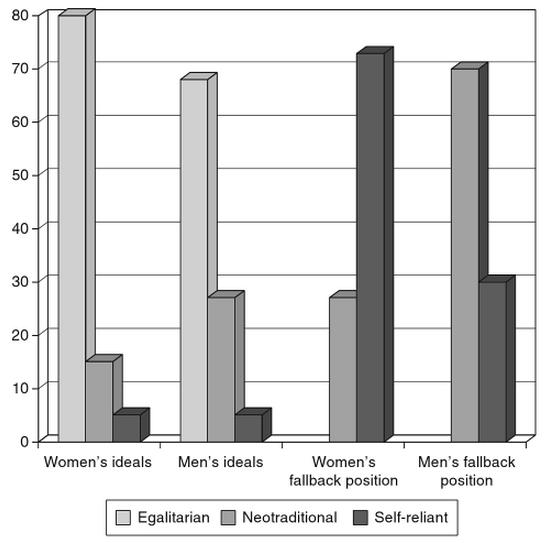 80
70
60
50
40
30
20
10
0
Women's ideals
Men's ideals
Women's
fallback position
Men's fallback
position
Egalitarian
Neotraditional
Self-reliant